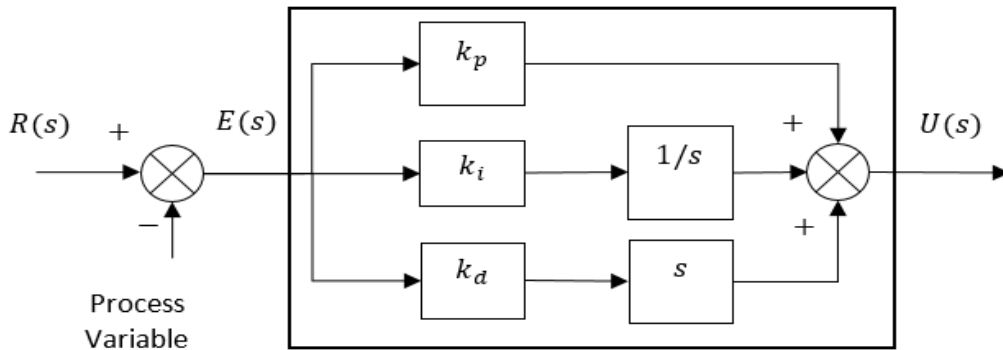 k_p
R(s)
+
E(s)
+
U(s)
k_i
1/s
−
+
k_d
s
Process
Variable